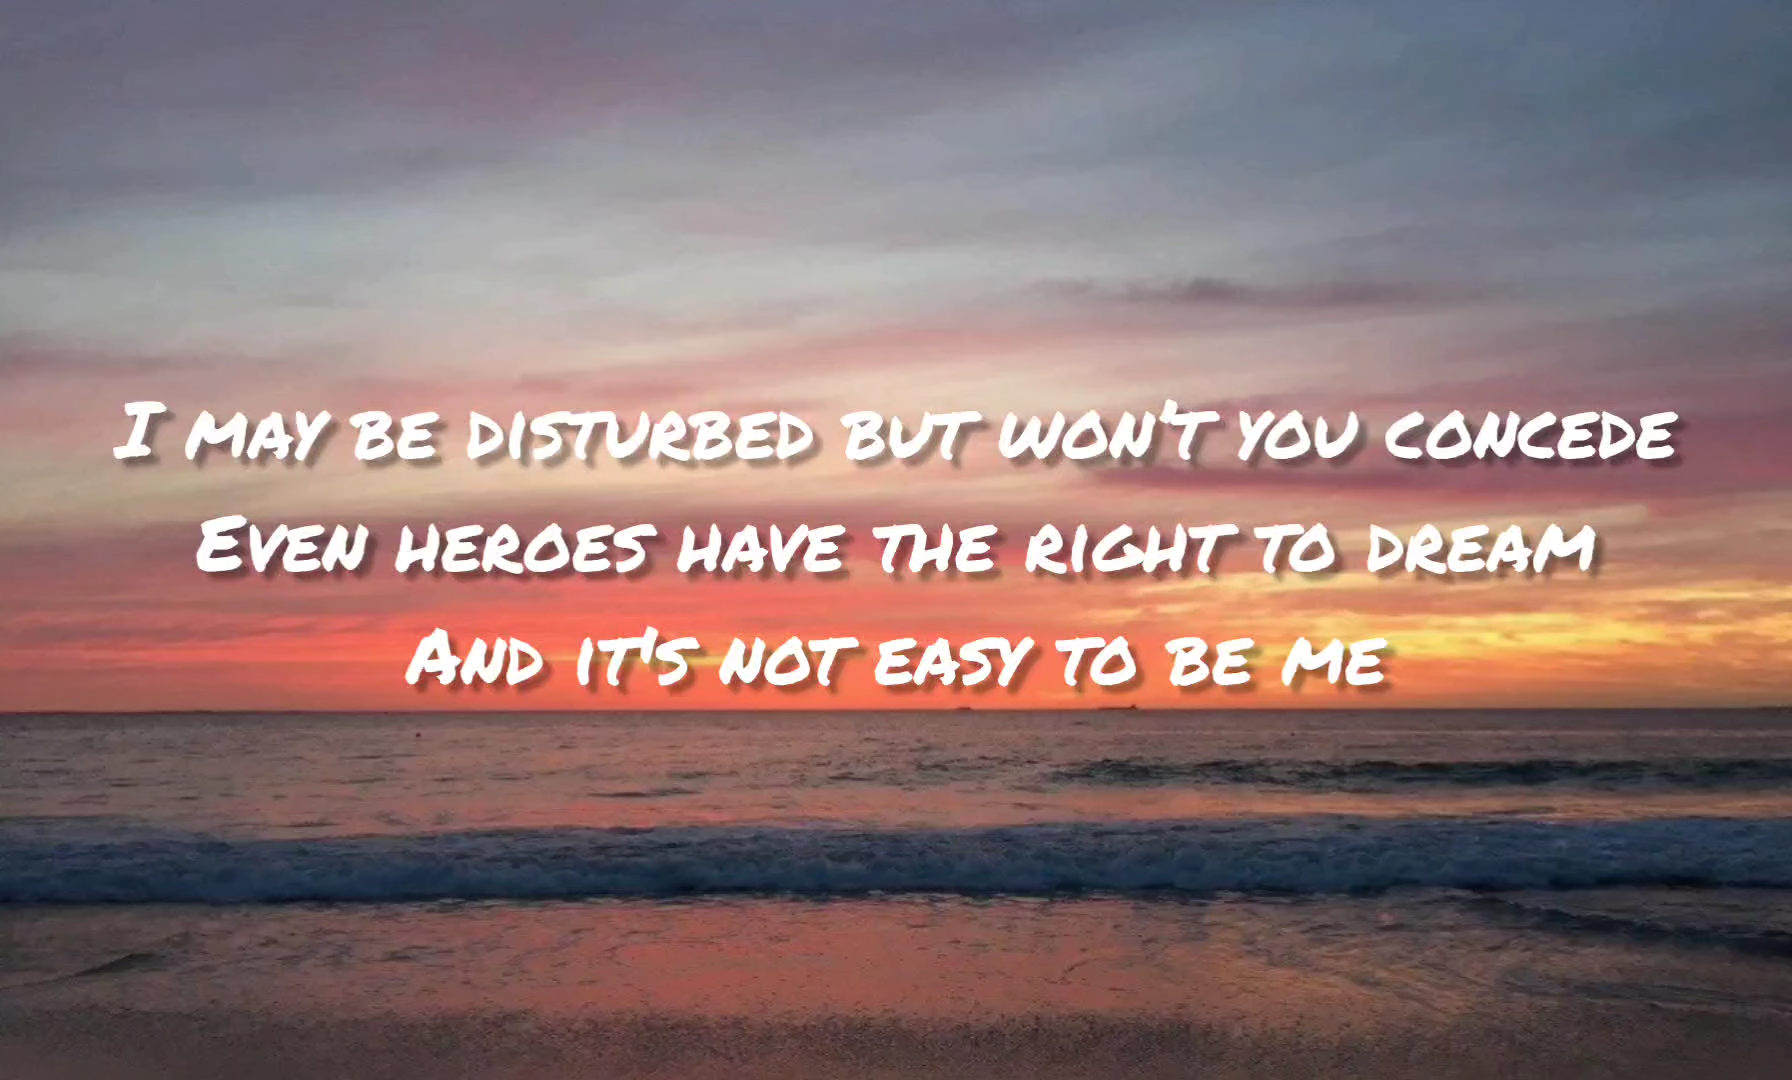 I may be disturbed but won't you concede
Even heroes have the right to dream
And it's not easy to be me